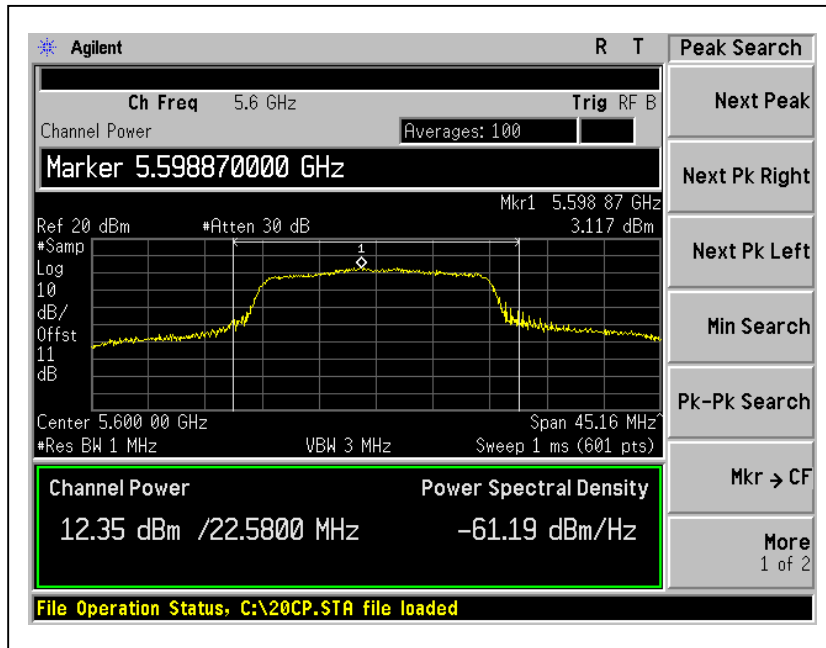 Agilent R T
Peak Search
Ch Freq 5.6 GHz Trig RF B
Channel Power Averages: 100
Marker 5.598870000 GHz
Mkr1 5.598 87 GHz
Ref 20 dBm #Atten 30 dB 3.117 dBm
#Samp
Log
10
dB/
Offst
11
dB
1
Center 5.600 00 GHz Span 45.16 MHz^
#Res BW 1 MHz VBW 3 MHz Sweep 1 ms (601 pts)
Channel Power Power Spectral Density
12.35 dBm /22.5800 MHz -61.19 dBm/Hz
File Operation Status, C:\20CP.STA file loaded
Next Peak
Next Pk Right
Next Pk Left
Min Search
Pk-Pk Search
Mkr → CF
More
1 of 2